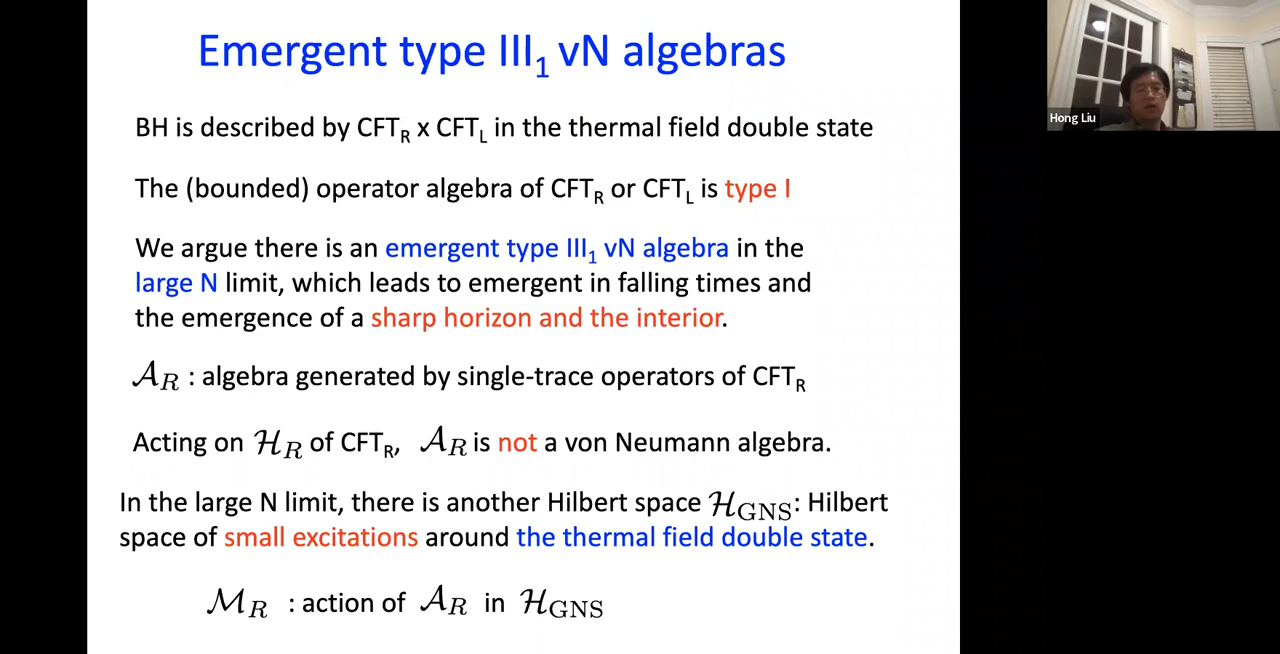 Emergent type III₁ vN algebras
BH is described by CFT_R x CFT_L in the thermal field double state
The (bounded) operator algebra of CFT_R or CFT_L is type I
We argue there is an emergent type III₁ vN algebra in the
large N limit, which leads to emergent in falling times and
the emergence of a sharp horizon and the interior.
𝒜_R : algebra generated by single-trace operators of CFT_R
Acting on ℋ_R of CFT_R, 𝒜_R is not a von Neumann algebra.
In the large N limit, there is another Hilbert space ℋ_GNS: Hilbert
space of small excitations around the thermal field double state.
ℳ_R : action of 𝒜_R in ℋ_GNS
Hong Liu